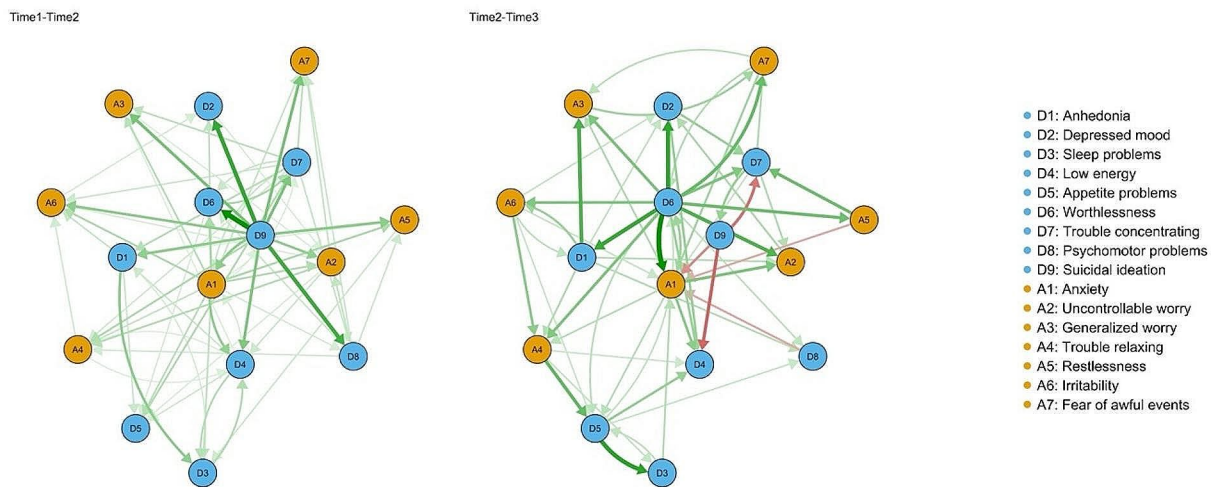 Time1-Time2
A7
A3
D2
D7
A6
D6
A5
D9
D1
A2
A1
A4
D4
D8
D5
D3
Time2-Time3
A7
A3
D2
D7
A6
D6
A5
D9
D1
A2
A1
A4
D4
D8
D5
D3
D1: Anhedonia
D2: Depressed mood
D3: Sleep problems
D4: Low energy
D5: Appetite problems
D6: Worthlessness
D7: Trouble concentrating
D8: Psychomotor problems
D9: Suicidal ideation
A1: Anxiety
A2: Uncontrollable worry
A3: Generalized worry
A4: Trouble relaxing
A5: Restlessness
A6: Irritability
A7: Fear of awful events